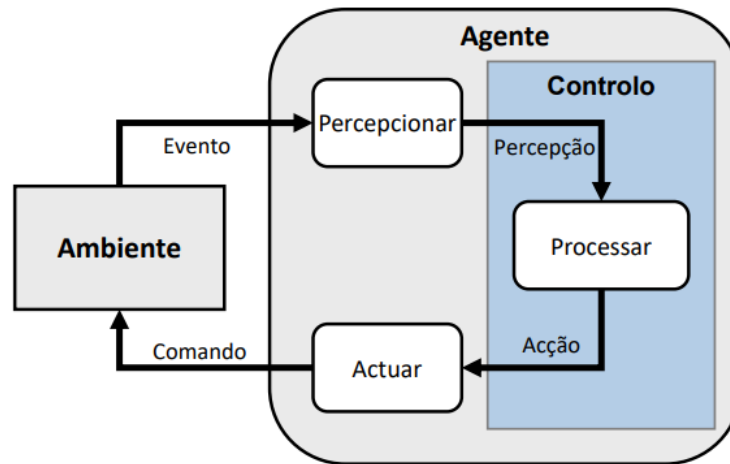 Agente
Controlo
Percepcionar
Evento
Percepção
Ambiente
Processar
Comando
Acção
Actuar